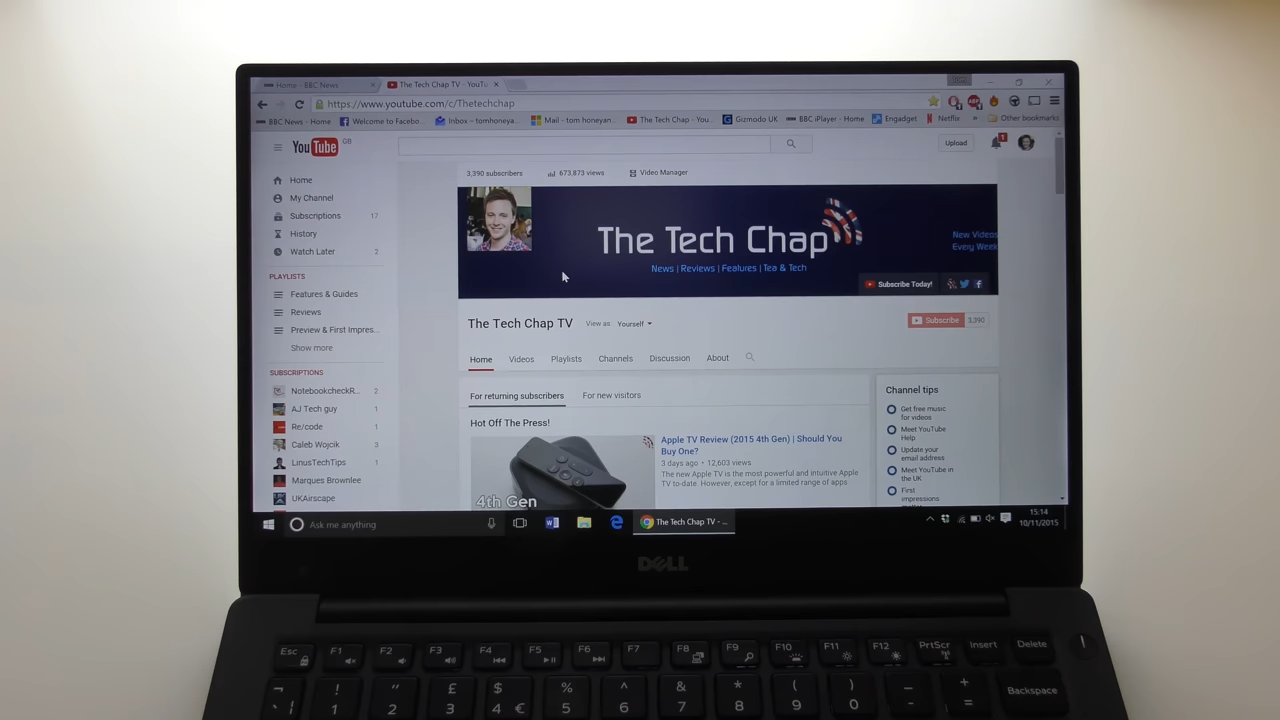 Home - BBC News
The Tech Chap TV - YouTu
https://www.youtube.com/c/Thetechchap
BBC News - Home
Welcome to Facebo...
Inbox - tomhoneya...
Mail - tom honeyan...
The Tech Chap - You...
Gizmodo UK
BBC iPlayer - Home
Engadget
Netflix
»
Other bookmarks
YouTube GB
Upload
1
Home
My Channel
Subscriptions 17
History
Watch Later 2
PLAYLISTS
Features & Guides
Reviews
Preview & First Impres...
Show more
SUBSCRIPTIONS
NotebookcheckR... 2
AJ Tech guy 1
Re/code 1
Caleb Wojcik 3
LinusTechTips 1
Marques Brownlee
UKAirscape
3,390 subscribers
673,873 views
Video Manager
The Tech Chap
News | Reviews | Features | Tea & Tech
New Videos
Every Week
Subscribe Today!
The Tech Chap TV
View as Yourself
Subscribe 3,390
Home Videos Playlists Channels Discussion About
For returning subscribers
For new visitors
Hot Off The Press!
4th Gen
Apple TV Review (2015 4th Gen) | Should You
Buy One?
3 days ago • 12,603 views
The new Apple TV is the most powerful and intuitive Apple
TV to-date. However, except for a limited range of apps
Channel tips
Get free music
for videos
Meet YouTube
Help
Update your
email address
Meet YouTube in
the UK
First
impressions
Ask me anything
The Tech Chap TV - ...
15:14
10/11/2015
DELL
Esc F1 F2 F3 F4 F5 F6 F7 F8 F9 F10 F11 F12 PrtScr Insert Delete
¬ ! " £ $ % ^ & * ( ) _ +
` ¦ 1 2 3 4 € 5 6 7 8 9 0 - =
Backspace